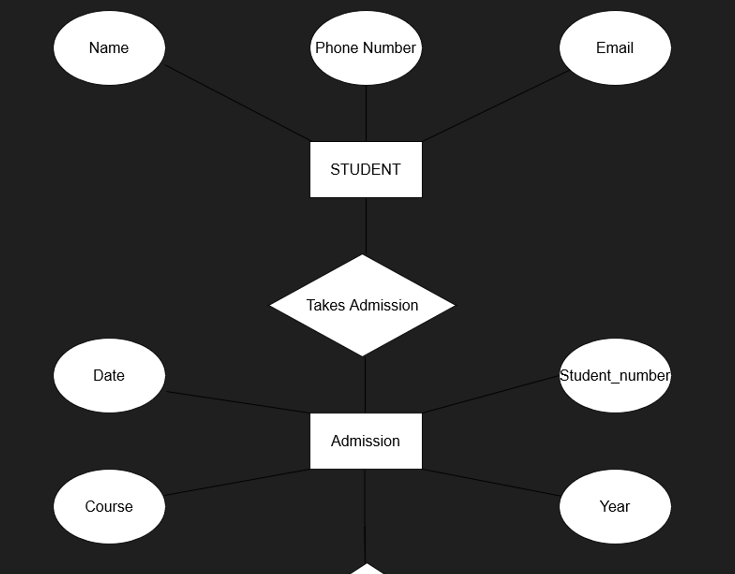 Name
Phone Number
Email
STUDENT
Takes Admission
Date
Student_number
Admission
Course
Year